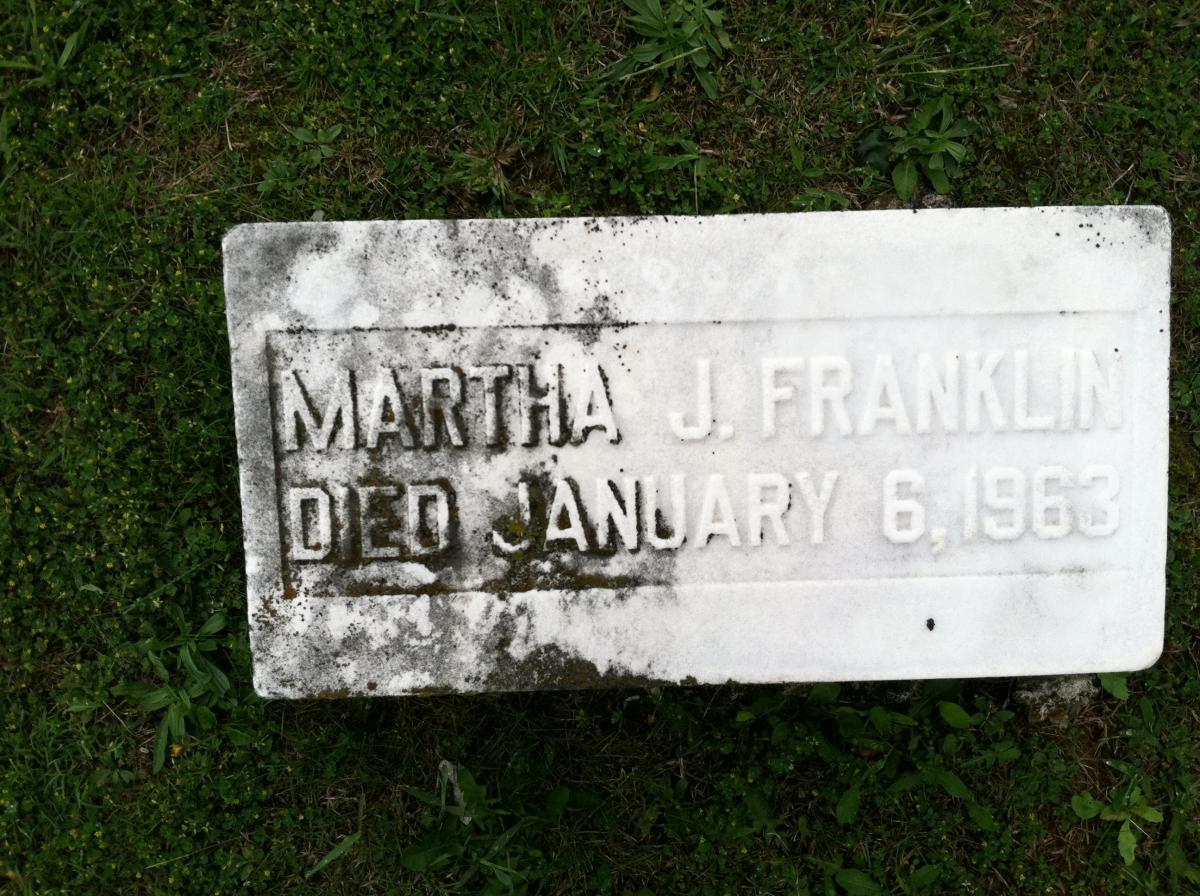 MARTHA J. FRANKLIN
DIED JANUARY 6, 1963